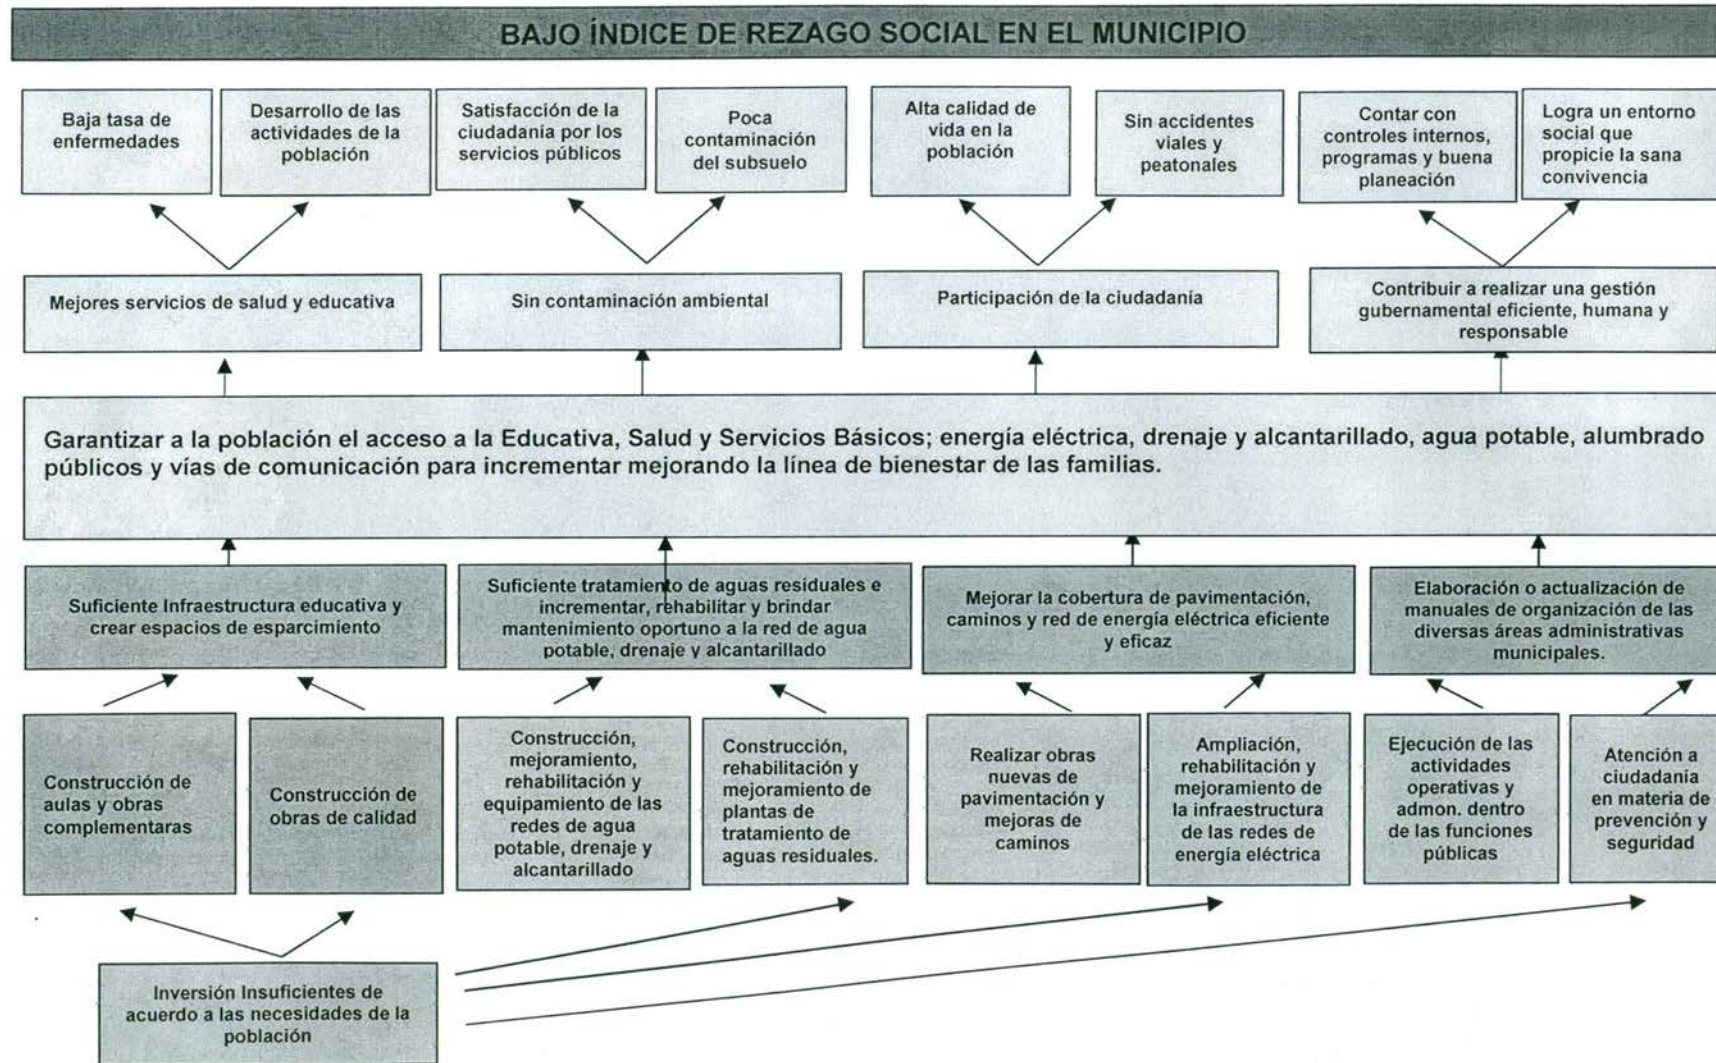 BAJO ÍNDICE DE REZAGO SOCIAL EN EL MUNICIPIO
Baja tasa de
enfermedades
Desarrollo de las
actividades de la
población
Satisfacción de la
ciudadanía por los
servicios públicos
Poca
contaminación
del subsuelo
Alta calidad de
vida en la
población
Sin accidentes
viales y
peatonales
Contar con
controles internos,
programas y buena
planeación
Logra un entorno
social que
propicie la sana
convivencia
Mejores servicios de salud y educativa
Sin contaminación ambiental
Participación de la ciudadanía
Contribuir a realizar una gestión
gubernamental eficiente, humana y
responsable
Garantizar a la población el acceso a la Educativa, Salud y Servicios Básicos; energía eléctrica, drenaje y alcantarillado, agua potable, alumbrado
públicos y vías de comunicación para incrementar mejorando la línea de bienestar de las familias.
Suficiente Infraestructura educativa y
crear espacios de esparcimiento
Suficiente tratamiento de aguas residuales e
incrementar, rehabilitar y brindar
mantenimiento oportuno a la red de agua
potable, drenaje y alcantarillado
Mejorar la cobertura de pavimentación,
caminos y red de energía eléctrica eficiente
y eficaz
Elaboración o actualización de
manuales de organización de las
diversas áreas administrativas
municipales.
Construcción de
aulas y obras
complementaras
Construcción de
obras de calidad
Construcción,
mejoramiento,
rehabilitación y
equipamiento de las
redes de agua
potable, drenaje y
alcantarillado
Construcción,
rehabilitación y
mejoramiento de
plantas de
tratamiento de
aguas residuales.
Realizar obras
nuevas de
pavimentación y
mejoras de
caminos
Ampliación,
rehabilitación y
mejoramiento de
la infraestructura
de las redes de
energía eléctrica
Ejecución de las
actividades
operativas y
admon. dentro
de las funciones
públicas
Atención a
ciudadanía
en materia de
prevención y
seguridad
Inversión Insuficientes de
acuerdo a las necesidades de la
población